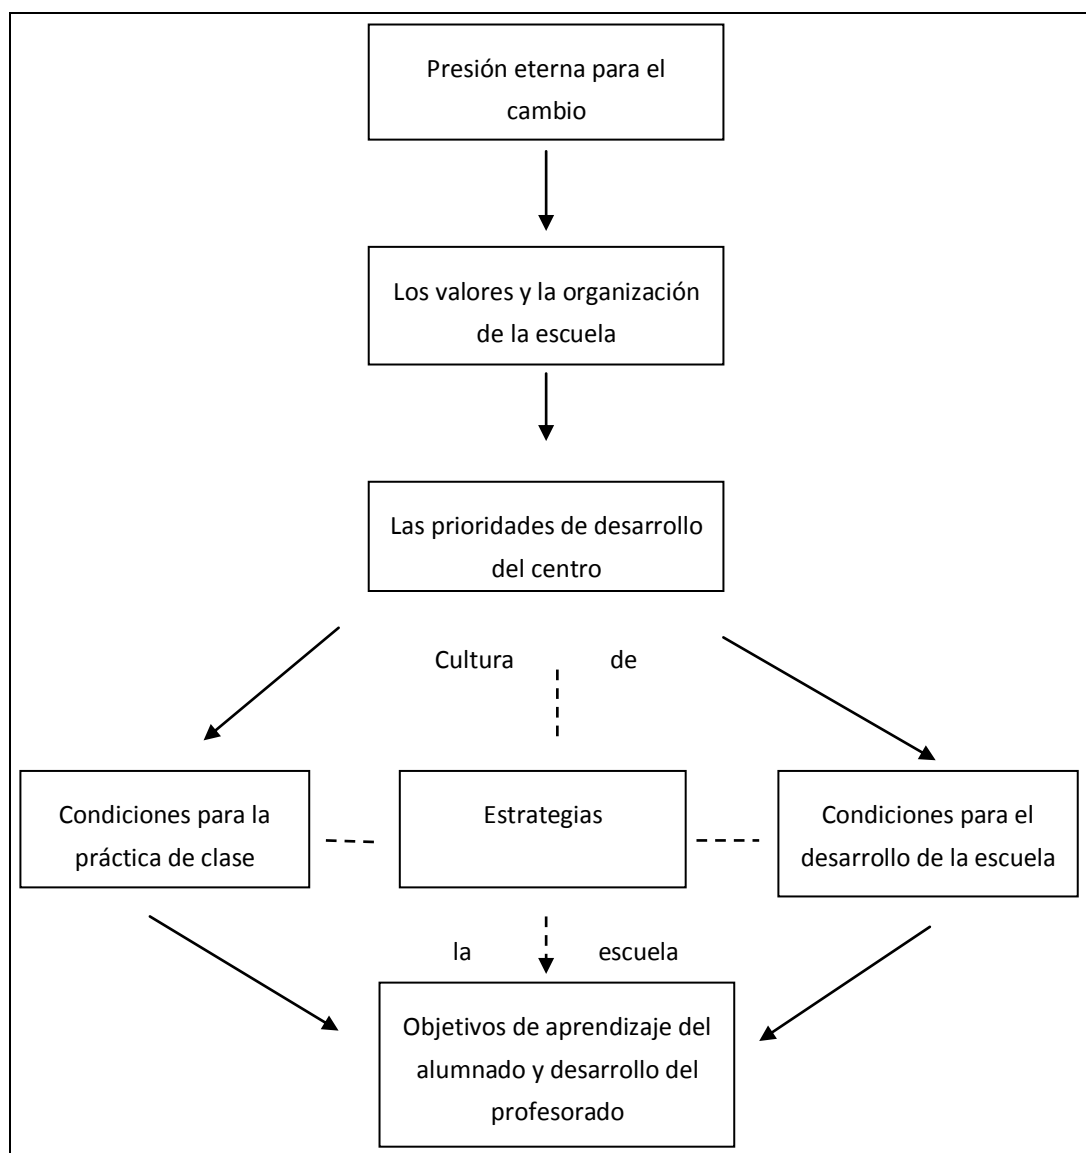 Presión eterna para el
cambio
Los valores y la organización
de la escuela
Las prioridades de desarrollo
del centro
Cultura de
Condiciones para la
práctica de clase
Estrategias
Condiciones para el
desarrollo de la escuela
la escuela
Objetivos de aprendizaje del
alumnado y desarrollo del
profesorado